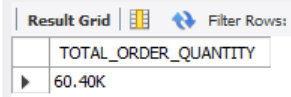 Result Grid Filter Rows:
TOTAL_ORDER_QUANTITY
60.40K